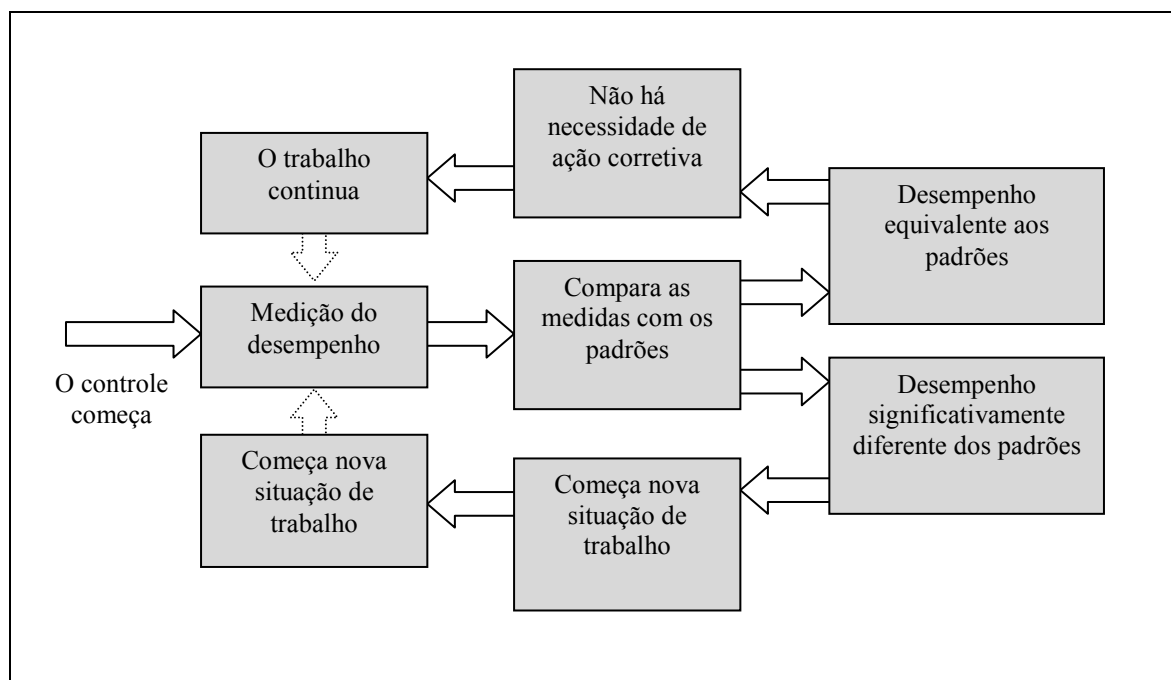 Não há
necessidade de
ação corretiva
O trabalho
continua
Desempenho
equivalente aos
padrões
Medição do
desempenho
Compara as
medidas com os
padrões
O controle
começa
Desempenho
significativamente
diferente dos padrões
Começa nova
situação de
trabalho
Começa nova
situação de
trabalho